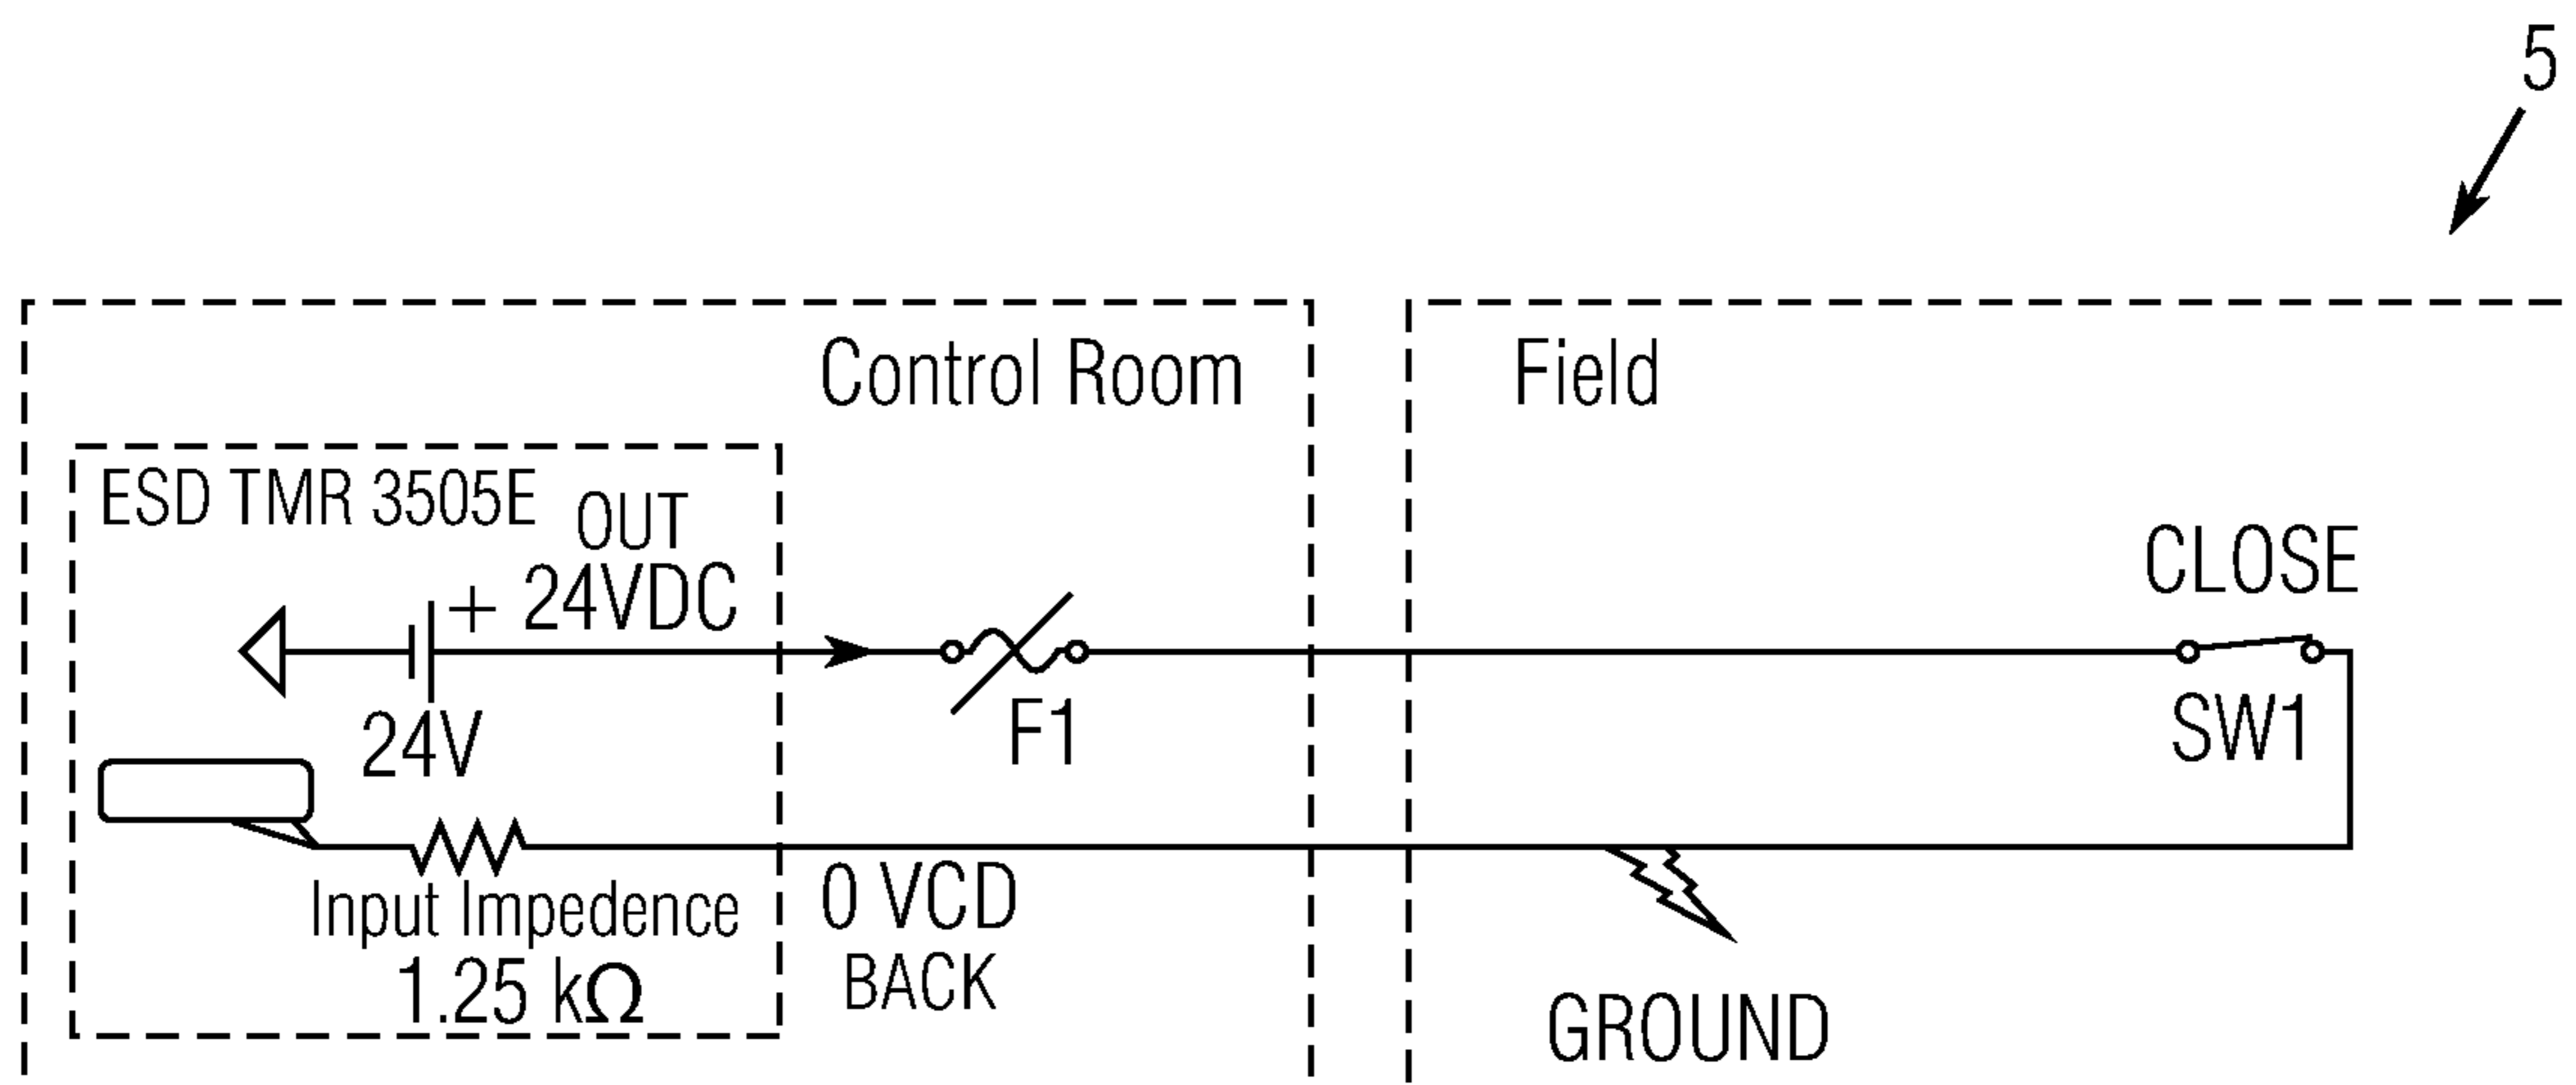 5
Control Room
Field
ESD TMR 3505E
OUT
24VDC
+
24V
F1
CLOSE
SW1
Input Impedence
1.25 kΩ
0 VCD
BACK
GROUND